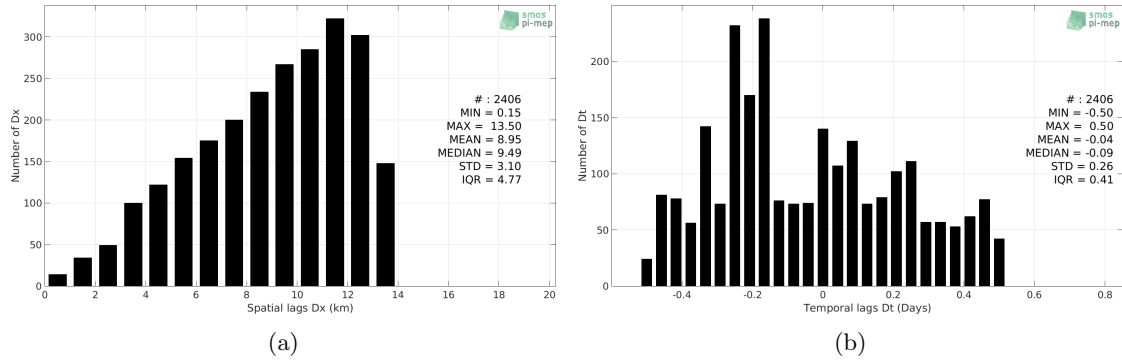 smos
pi-mep
300
250
200
150
100
50
0
Number of Dx
# : 2406
MIN = 0.15
MAX = 13.50
MEAN = 8.95
MEDIAN = 9.49
STD = 3.10
IQR = 4.77
0 2 4 6 8 10 12 14 16 18 20
Spatial lags Dx (km)
(a)
smos
pi-mep
200
150
100
50
0
Number of Dt
# : 2406
MIN = -0.50
MAX = 0.50
MEAN = -0.04
MEDIAN = -0.09
STD = 0.26
IQR = 0.41
-0.4 -0.2 0 0.2 0.4 0.6 0.8
Temporal lags Dt (Days)
(b)